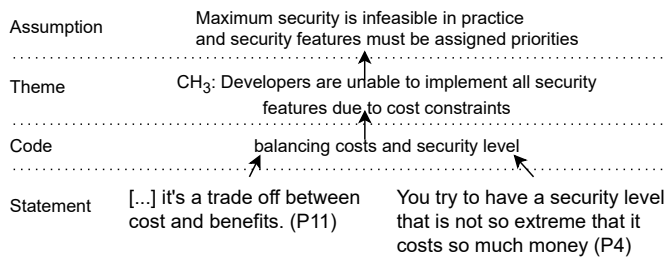 Assumption
Maximum security is infeasible in practice
and security features must be assigned priorities
Theme
CH3: Developers are unable to implement all security
features due to cost constraints
Code
balancing costs and security level
Statement
[...] it's a trade off between
cost and benefits. (P11)
You try to have a security level
that is not so extreme that it
costs so much money (P4)